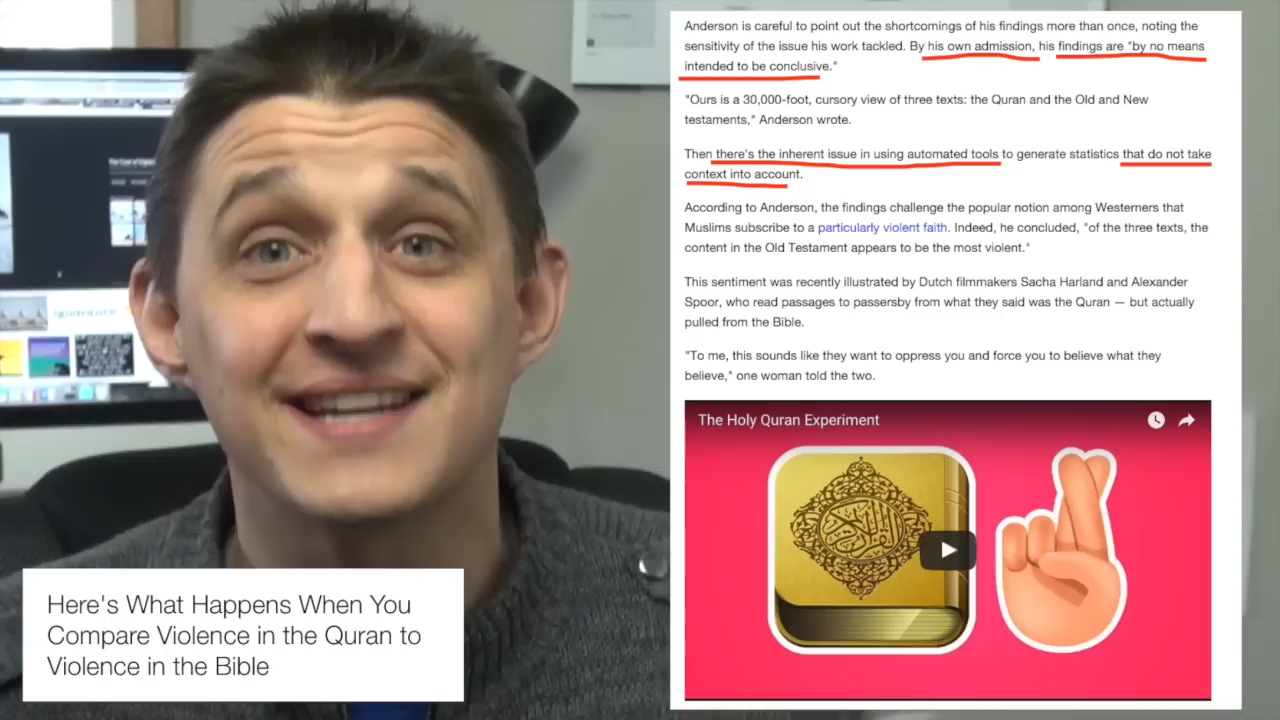 Anderson is careful to point out the shortcomings of his findings more than once, noting the
sensitivity of the issue his work tackled. By his own admission, his findings are "by no means
intended to be conclusive."
"Ours is a 30,000-foot, cursory view of three texts: the Quran and the Old and New
testaments," Anderson wrote.
Then there's the inherent issue in using automated tools to generate statistics that do not take
context into account.
According to Anderson, the findings challenge the popular notion among Westerners that
Muslims subscribe to a particularly violent faith. Indeed, he concluded, "of the three texts, the
content in the Old Testament appears to be the most violent."
This sentiment was recently illustrated by Dutch filmmakers Sacha Harland and Alexander
Spoor, who read passages to passersby from what they said was the Quran — but actually
pulled from the Bible.
"To me, this sounds like they want to oppress you and force you to believe what they
believe," one woman told the two.
The Holy Quran Experiment
Here's What Happens When You
Compare Violence in the Quran to
Violence in the Bible